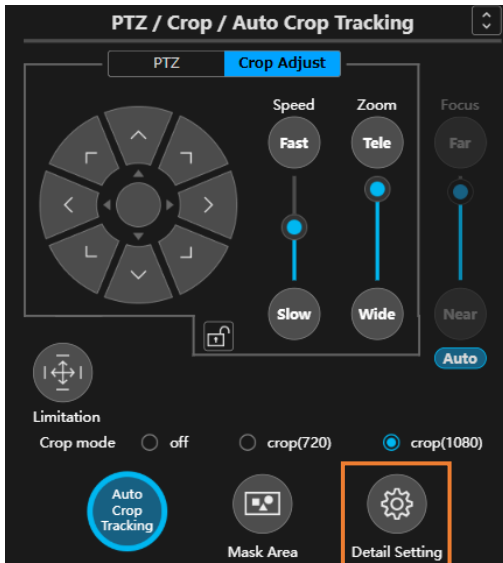 PTZ / Crop / Auto Crop Tracking
PTZ
Crop Adjust
Speed
Zoom
Focus
Fast
Tele
Far
Slow
Wide
Near
Auto
Limitation
Crop mode
off
crop(720)
crop(1080)
Auto
Crop
Tracking
Mask Area
Detail Setting